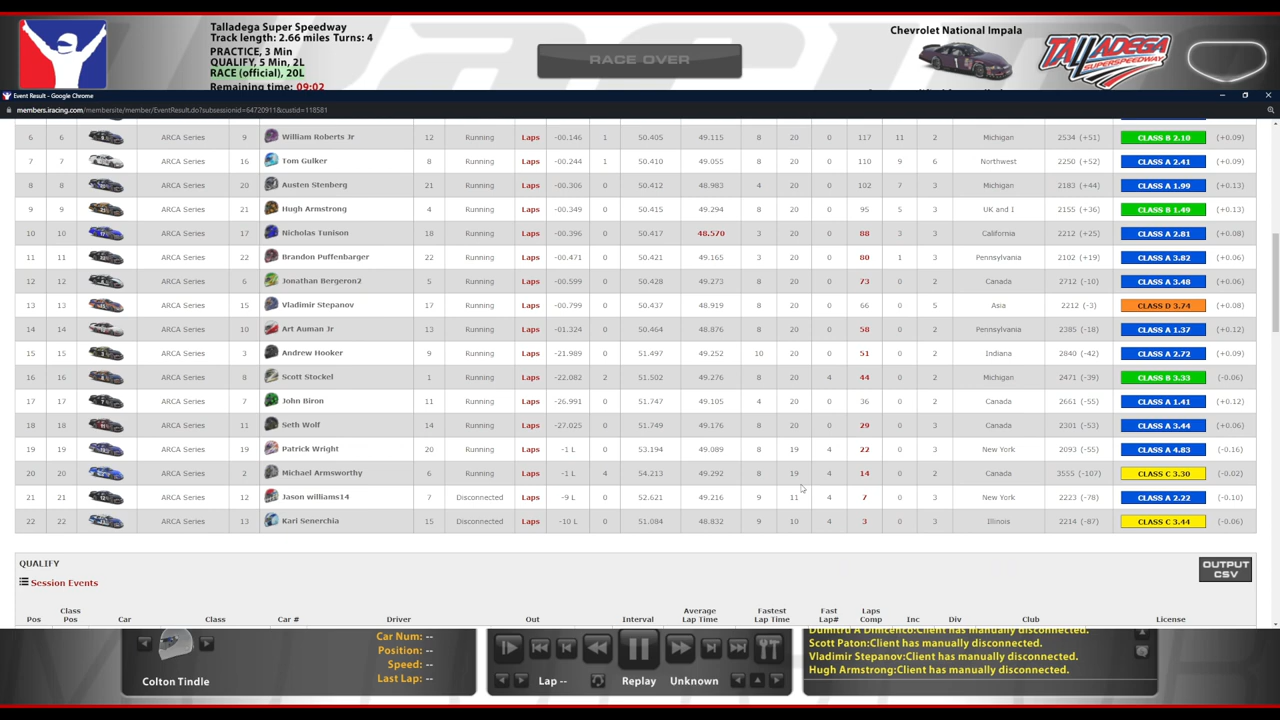 Talladega Super Speedway
Track length: 2.66 miles Turns: 4
PRACTICE, 3 Min
QUALIFY, 5 Min, 2L
RACE (official), 20L
Remaining time: 09:02
RACE OVER
Chevrolet National Impala
TALLADEGA
SUPERSPEEDWAY
Event Result - Google Chrome
members.iracing.com/membersite/member/EventResult.do?subsessionid=64720911&custid=118581
6 6 ARCA Series 9 William Roberts Jr 12 Running Laps -00.146 1 50.405 49.115 8 20 0 117 11 2 Michigan 2534 (+51) CLASS B 2.10 (+0.09)
7 7 ARCA Series 16 Tom Gulker 8 Running Laps -00.244 1 50.410 49.055 8 20 0 110 9 6 Northwest 2250 (+52) CLASS A 2.41 (+0.09)
8 8 ARCA Series 20 Austen Stenberg 21 Running Laps -00.306 0 50.412 48.983 4 20 0 102 7 3 Michigan 2183 (+44) CLASS A 1.99 (+0.13)
9 9 ARCA Series 21 Hugh Armstrong 4 Running Laps -00.349 0 50.415 49.294 8 20 0 95 5 3 UK and I 2155 (+36) CLASS B 1.49 (+0.13)
10 10 ARCA Series 17 Nicholas Tunison 18 Running Laps -00.396 0 50.417 48.570 3 20 0 88 3 3 California 2212 (+25) CLASS A 2.81 (+0.08)
11 11 ARCA Series 22 Brandon Puffenbarger 22 Running Laps -00.471 0 50.421 49.165 3 20 0 80 1 3 Pennsylvania 2102 (+19) CLASS A 3.82 (+0.06)
12 12 ARCA Series 6 Jonathan Bergeron2 5 Running Laps -00.590 0 50.428 49.273 8 20 0 73 0 2 Canada 2712 (-10) CLASS A 3.48 (+0.06)
13 13 ARCA Series 15 Vladimir Stepanov 17 Running Laps -00.799 0 50.437 48.919 8 20 0 66 0 5 Asia 2212 (-3) CLASS D 3.74 (+0.08)
14 14 ARCA Series 10 Art Auman Jr 13 Running Laps -01.324 0 50.464 48.876 8 20 0 58 0 2 Pennsylvania 2385 (-18) CLASS A 1.37 (+0.12)
15 15 ARCA Series 3 Andrew Hooker 9 Running Laps -21.989 0 51.497 49.252 10 20 0 51 0 2 Indiana 2840 (-42) CLASS A 2.72 (+0.09)
16 16 ARCA Series 8 Scott Stockel 1 Running Laps -22.082 2 51.502 49.276 8 20 4 44 0 2 Michigan 2471 (-39) CLASS B 3.33 (-0.06)
17 17 ARCA Series 7 John Biron 11 Running Laps -26.991 0 51.747 49.105 4 20 0 36 0 2 Canada 2661 (-55) CLASS A 1.41 (+0.12)
18 18 ARCA Series 11 Seth Wolf 14 Running Laps -27.025 0 51.749 49.176 8 20 0 29 0 3 Canada 2301 (-53) CLASS A 3.44 (+0.06)
19 19 ARCA Series 19 Patrick Wright 20 Running Laps -1 L 0 53.194 49.089 8 19 4 22 0 3 New York 2093 (-55) CLASS A 4.83 (-0.16)
20 20 ARCA Series 2 Michael Armsworthy 6 Running Laps -1 L 4 54.213 49.292 8 19 4 14 0 2 Canada 3555 (-107) CLASS C 3.30 (-0.02)
21 21 ARCA Series 12 Jason williams14 7 Disconnected Laps -9 L 0 52.621 49.216 9 11 4 7 0 3 New York 2223 (-78) CLASS A 2.22 (-0.10)
22 22 ARCA Series 13 Kari Senerchia 15 Disconnected Laps -10 L 0 51.084 48.832 9 10 4 3 0 3 Illinois 2214 (-87) CLASS C 3.44 (-0.06)
QUALIFY
OUTPUT CSV
Session Events
Pos Class Pos Car Class Car # Driver Out Interval Average Lap Time Fastest Lap Time Fast Lap# Laps Comp Inc Div Club License
Colton Tindle
Car Num: --
Position: --
Speed: --
Last Lap: --
Lap -- Replay Unknown
Dumitru A Dimcenco:Client has manually disconnected.
Scott Paton:Client has manually disconnected.
Vladimir Stepanov:Client has manually disconnected.
Hugh Armstrong:Client has manually disconnected.